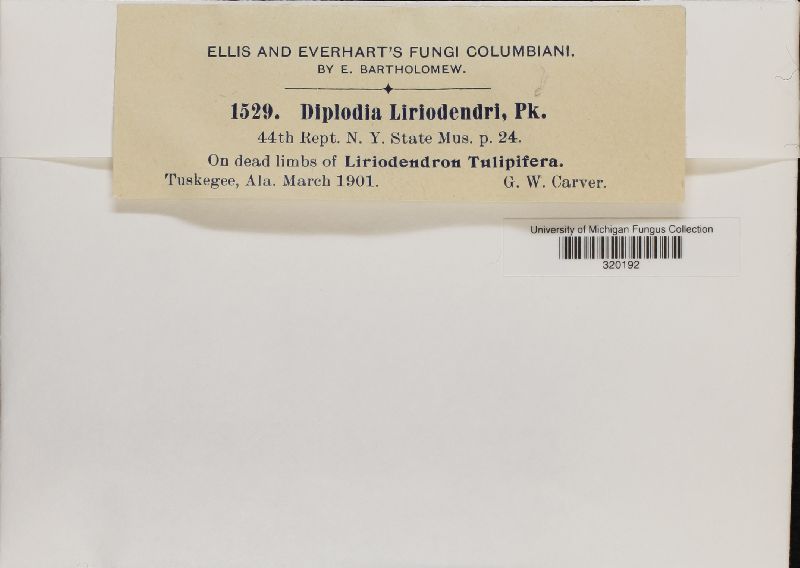 ELLIS AND EVERHART'S FUNGI COLUMBIANI.
BY E. BARTHOLOMEW.
1529. Diplodia Liriodendri, Pk.
44th Rept. N. Y. State Mus. p. 24.
On dead limbs of Liriodendron Tulipifera.
Tuskegee, Ala. March 1901. G. W. Carver.
University of Michigan Fungus Collection
320192